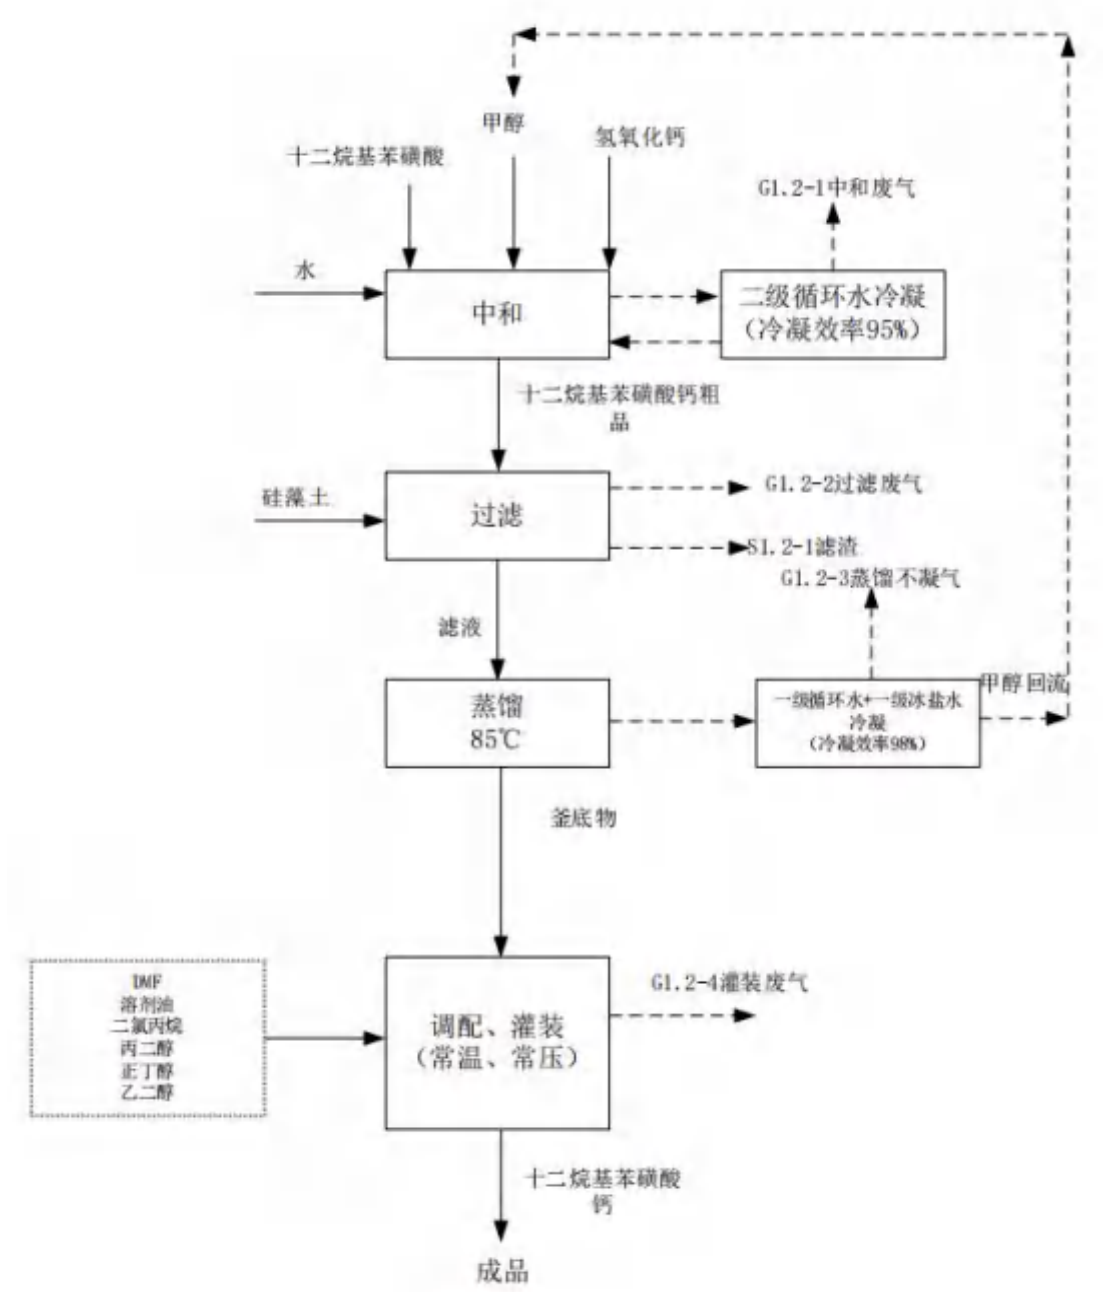 甲醇
氢氧化钙
十二烷基苯磺酸
G1.2-1中和废气
水
中和
二级循环水冷凝
(冷凝效率95%)
十二烷基苯磺酸钙粗
品
硅藻土
过滤
G1.2-2过滤废气
S1.2-1滤渣
G1.2-3蒸馏不凝气
滤液
蒸馏
85℃
一级循环水+一级冰盐水
冷凝
(冷凝效率98%)
甲醇回流
釜底物
DMF
溶剂油
二氯丙烷
丙二醇
正丁醇
乙二醇
调配、灌装
(常温、常压)
G1.2-4灌装废气
十二烷基苯磺酸
钙
成品